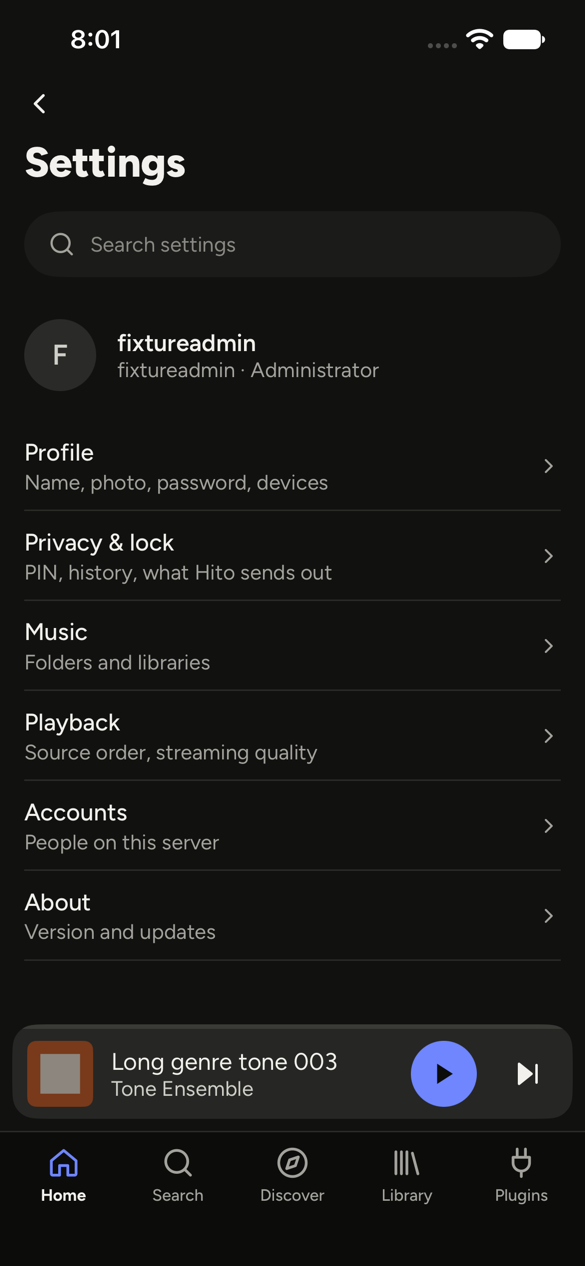 8:01
Settings
Search settings
F
fixtureadmin
fixtureadmin · Administrator
Profile
Name, photo, password, devices
Privacy & lock
PIN, history, what Hito sends out
Music
Folders and libraries
Playback
Source order, streaming quality
Accounts
People on this server
About
Version and updates
Long genre tone 003
Tone Ensemble
Home
Search
Discover
Library
Plugins